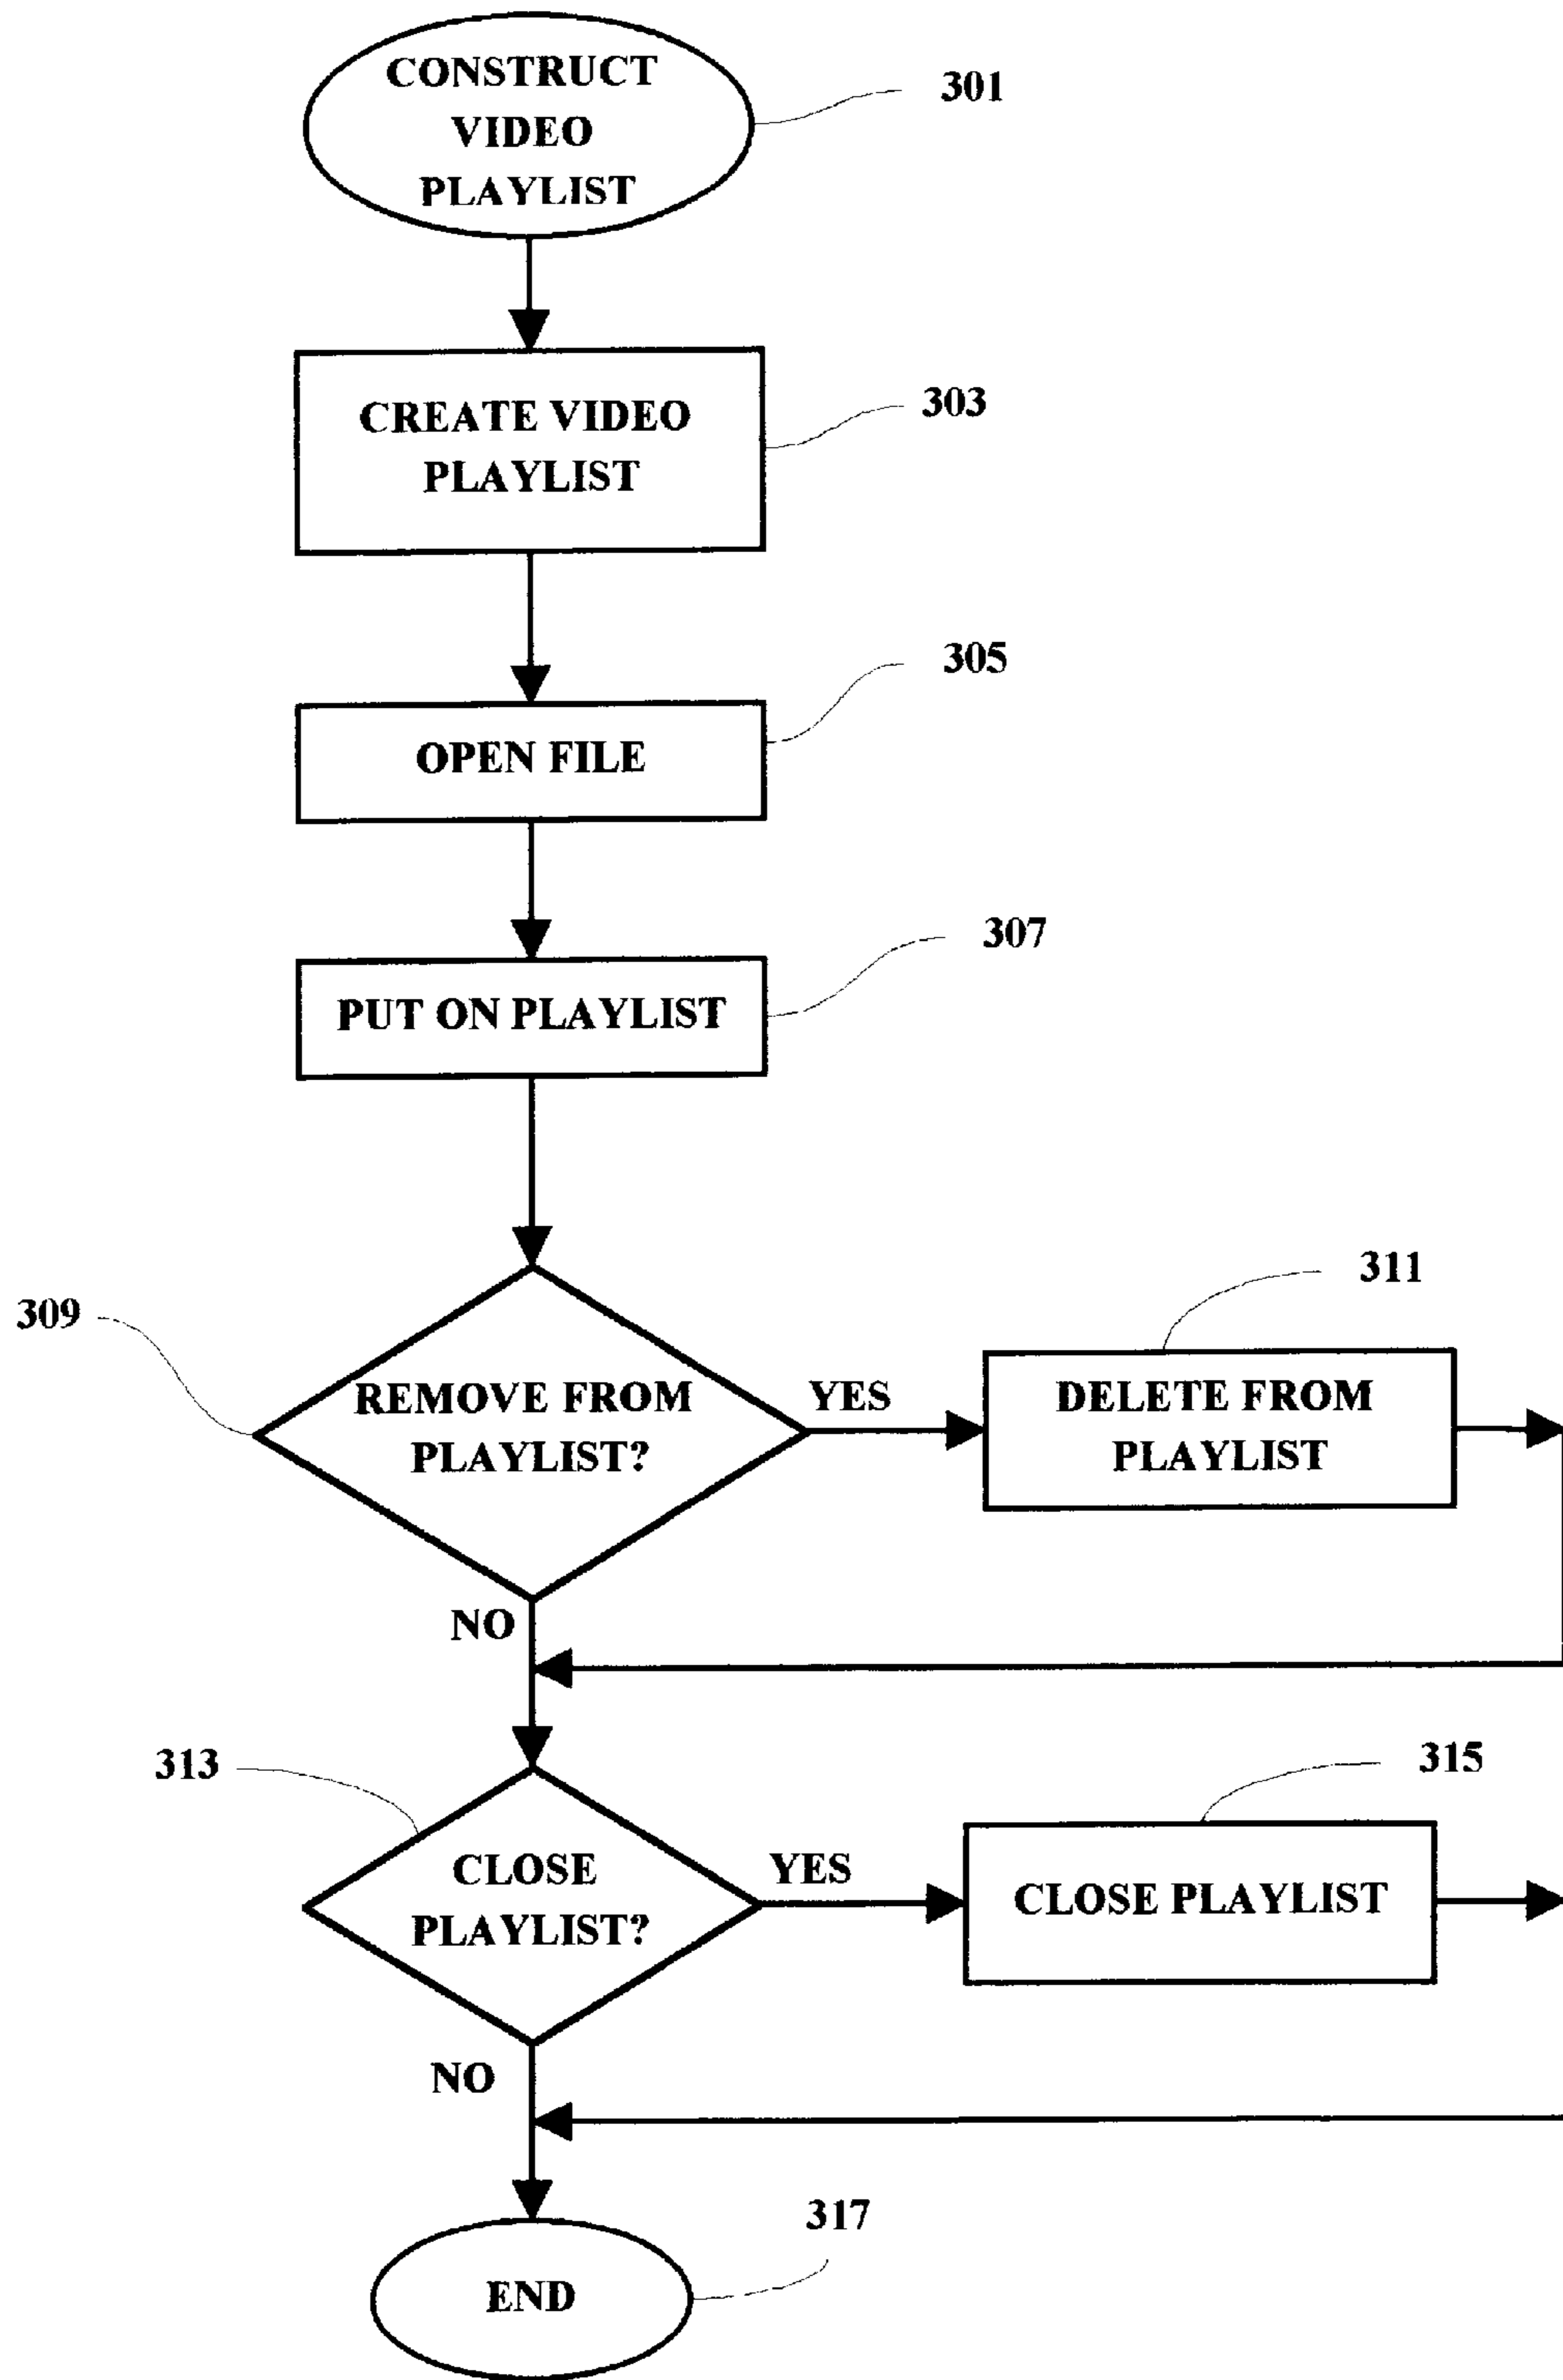 CONSTRUCT
VIDEO
PLAYLIST
301
CREATE VIDEO
PLAYLIST
303
305
OPEN FILE
307
PUT ON PLAYLIST
309
REMOVE FROM
PLAYLIST?
YES
311
DELETE FROM
PLAYLIST
NO
313
CLOSE
PLAYLIST?
YES
315
CLOSE PLAYLIST
NO
317
END